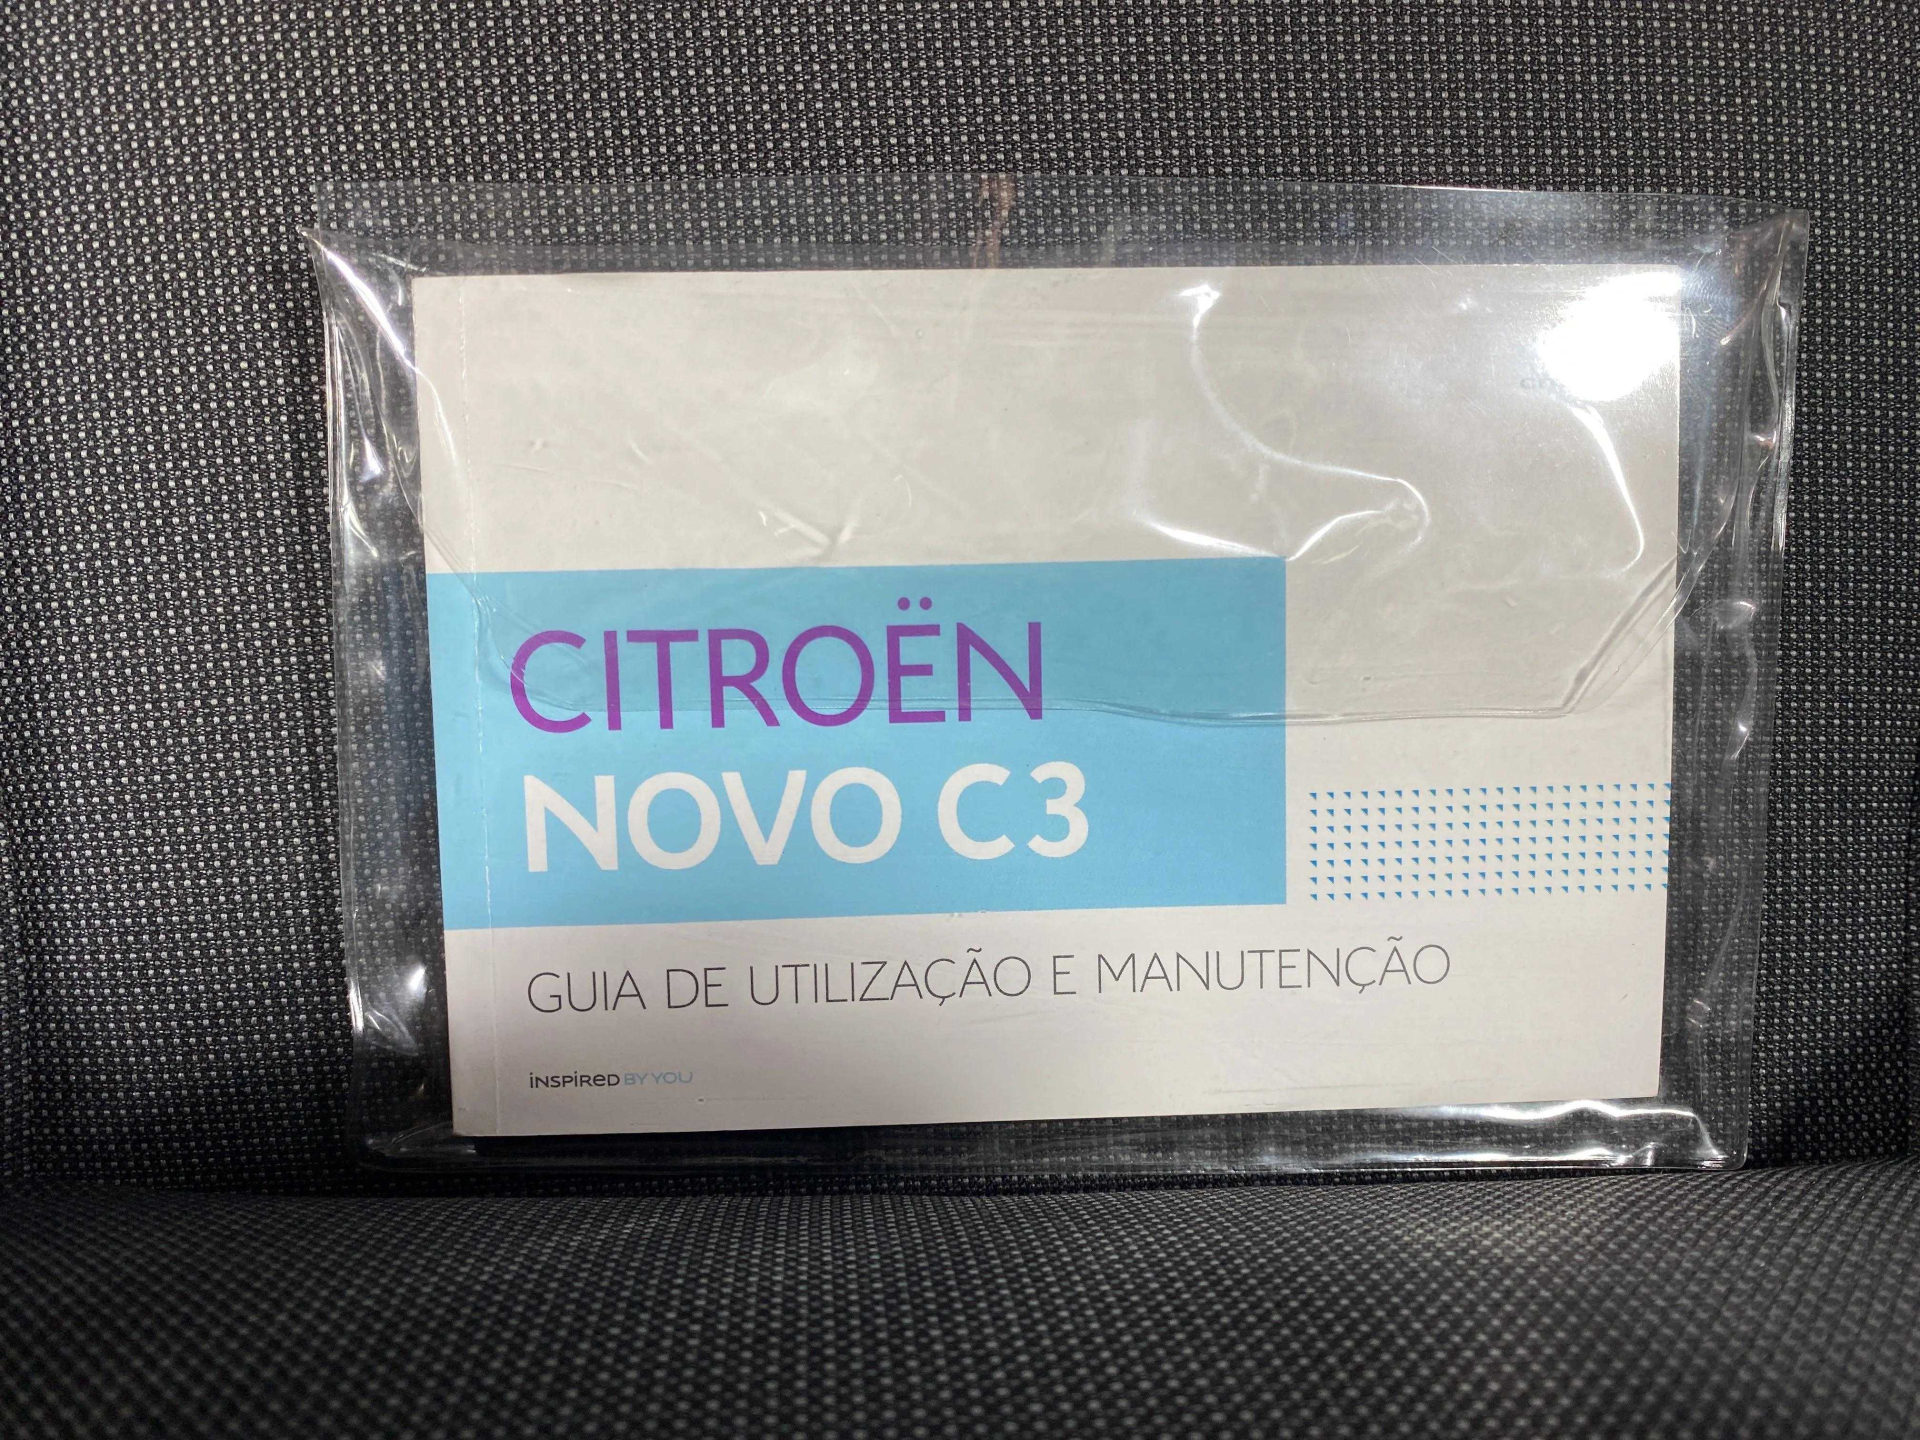 CITROËN
NOVO C3
GUIA DE UTILIZAÇÃO E MANUTENÇÃO
INSPIRED BY YOU